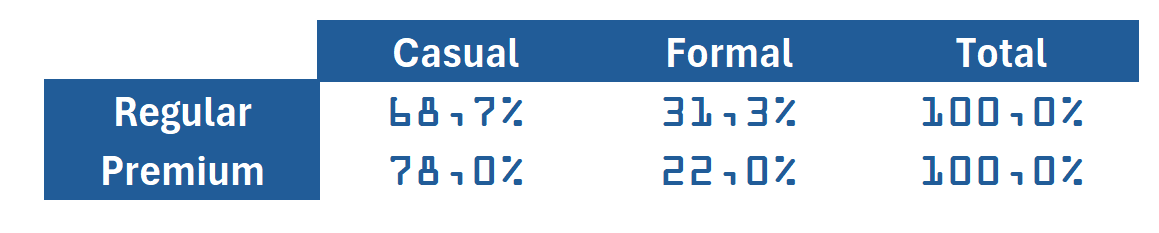 Casual Formal Total
Regular 68,7% 31,3% 100,0%
Premium 78,0% 22,0% 100,0%